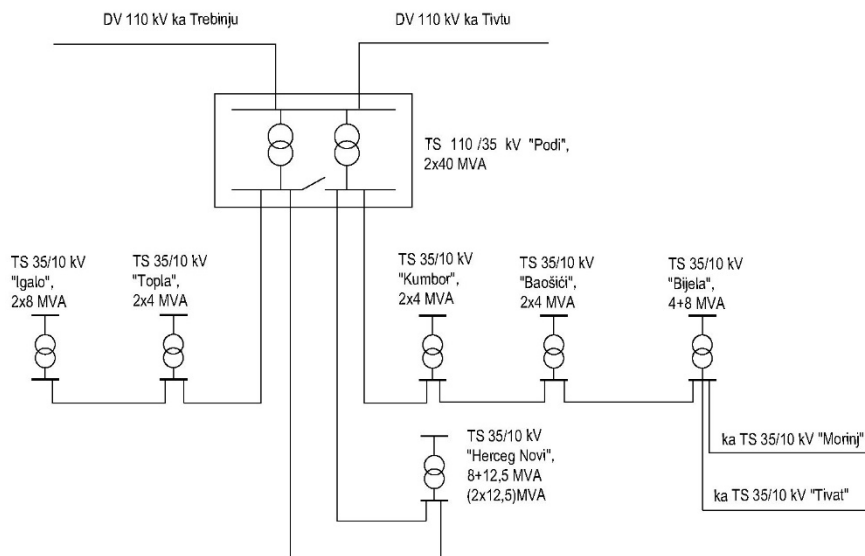 DV 110 kV ka Trebinju
DV 110 kV ka Tivtu
TS 110 /35 kV "Podi",
2x40 MVA
TS 35/10 kV
"Igalo",
2x8 MVA
TS 35/10 kV
"Topla",
2x4 MVA
TS 35/10 kV
"Kumbor",
2x4 MVA
TS 35/10 kV
"Baošići",
2x4 MVA
TS 35/10 kV
"Bijela",
4+8 MVA
TS 35/10 kV
"Herceg Novi",
8+12,5 MVA
(2x12,5)MVA
ka TS 35/10 kV "Morinj"
ka TS 35/10 kV "Tivat"